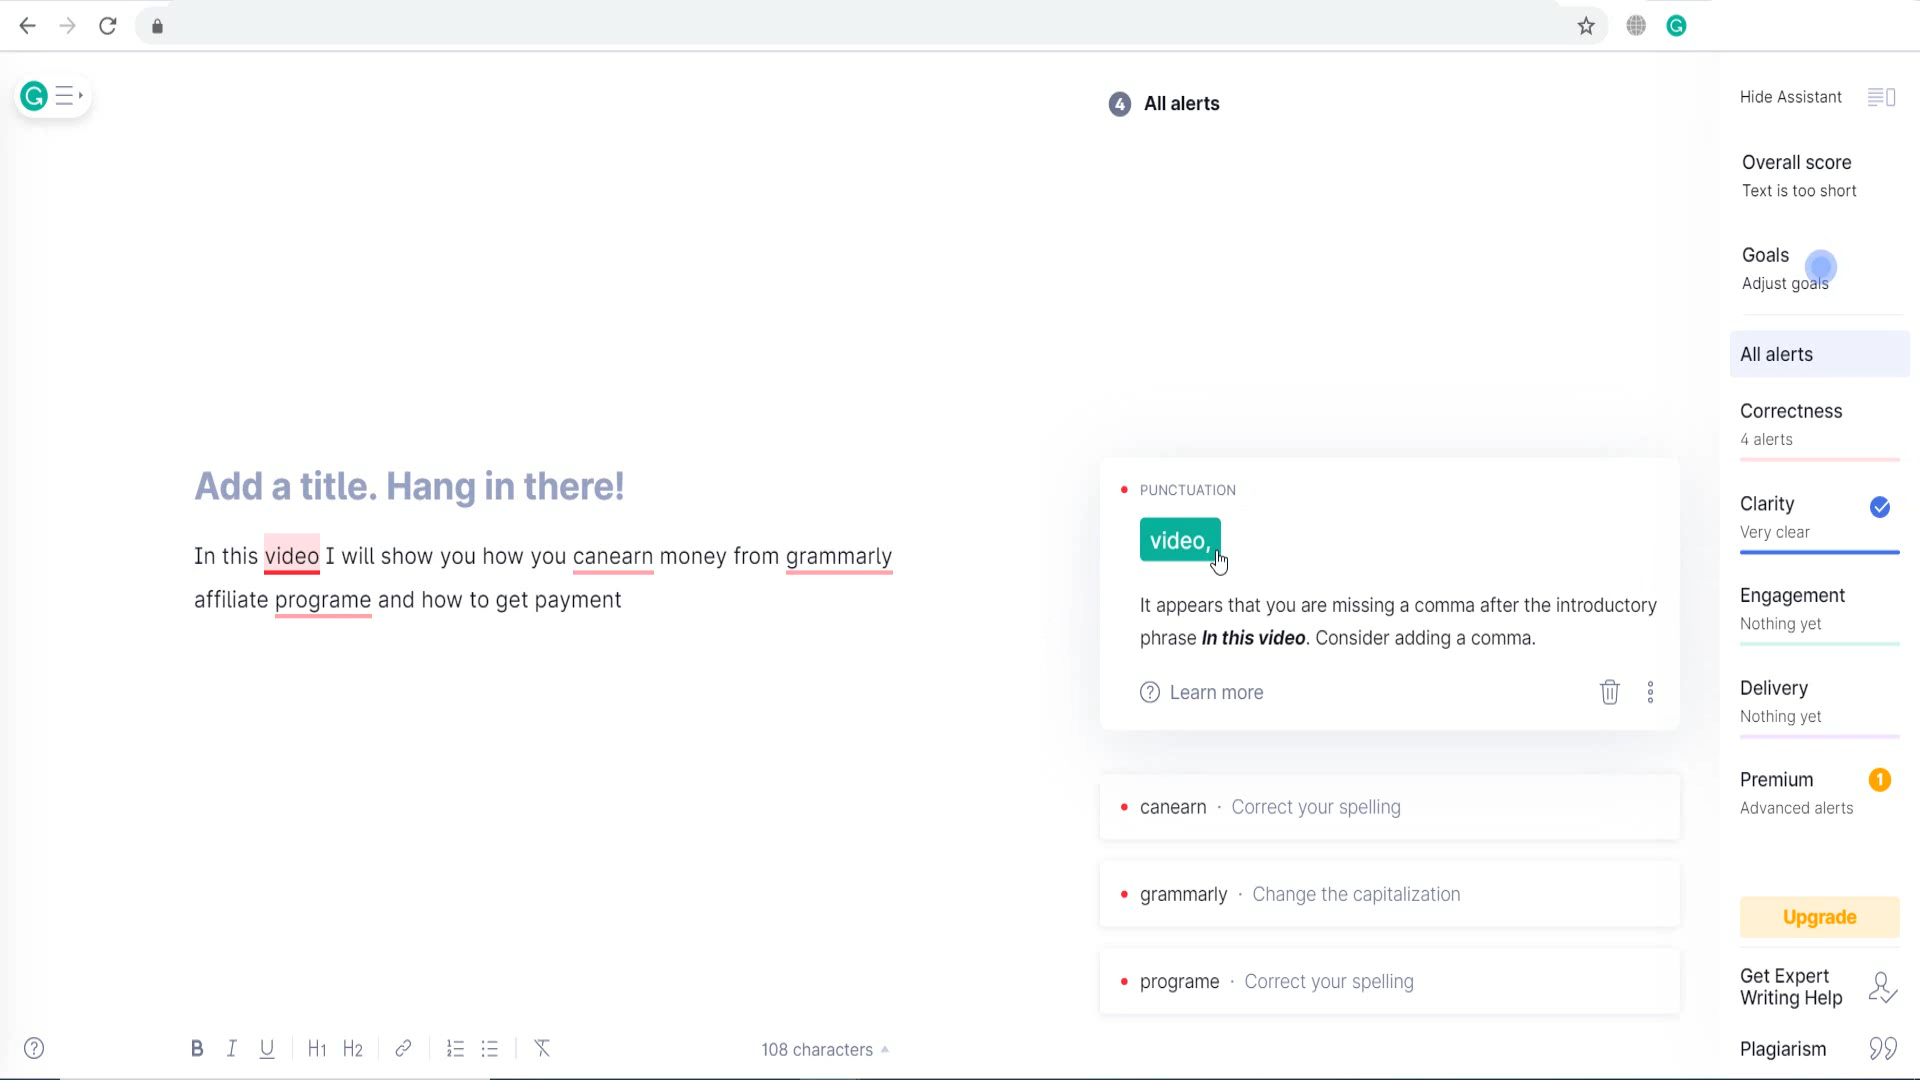 4 All alerts
Hide Assistant
Overall score
Text is too short
Goals
Adjust goals
All alerts
Correctness
4 alerts
Clarity
Very clear
Engagement
Nothing yet
Delivery
Nothing yet
Premium 1
Advanced alerts
Upgrade
Get Expert
Writing Help
Plagiarism
Add a title. Hang in there!
In this video I will show you how you canearn money from grammarly
affiliate programe and how to get payment
PUNCTUATION
video,
It appears that you are missing a comma after the introductory
phrase In this video. Consider adding a comma.
Learn more
canearn · Correct your spelling
grammarly · Change the capitalization
programe · Correct your spelling
B I U H1 H2
108 characters